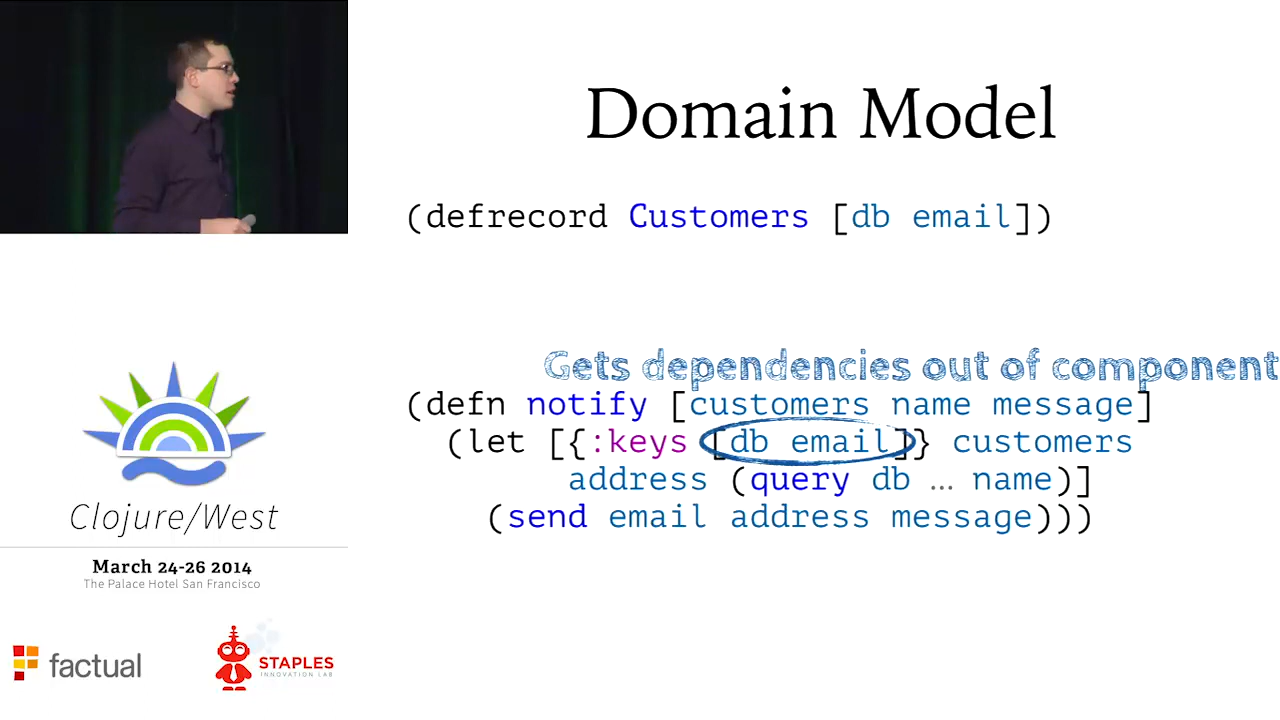 Domain Model
(defrecord Customers [db email])
Gets dependencies out of component
(defn notify [customers name message]
(let [{:keys [db email]} customers
address (query db … name)]
(send email address message)))
Clojure/West
March 24-26 2014
The Palace Hotel San Francisco
factual
STAPLES
INNOVATION LAB